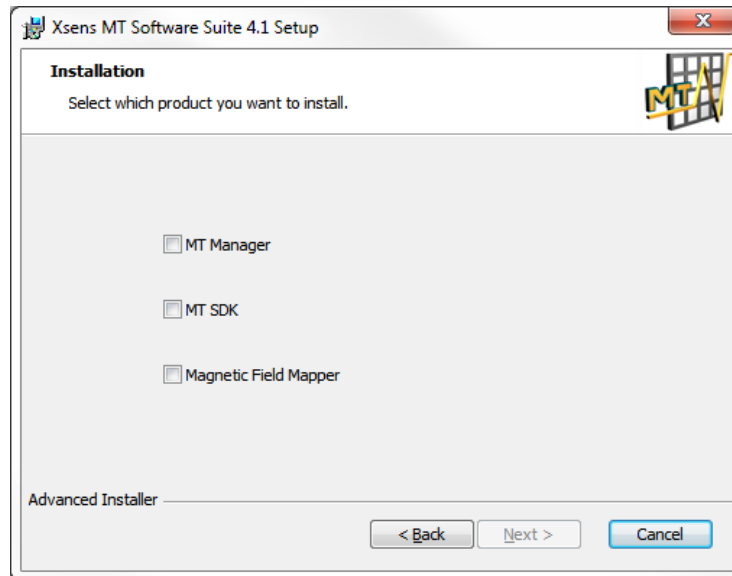 Xsens MT Software Suite 4.1 Setup
Installation
Select which product you want to install.
MT
MT Manager
MT SDK
Magnetic Field Mapper
Advanced Installer
< Back
Next >
Cancel